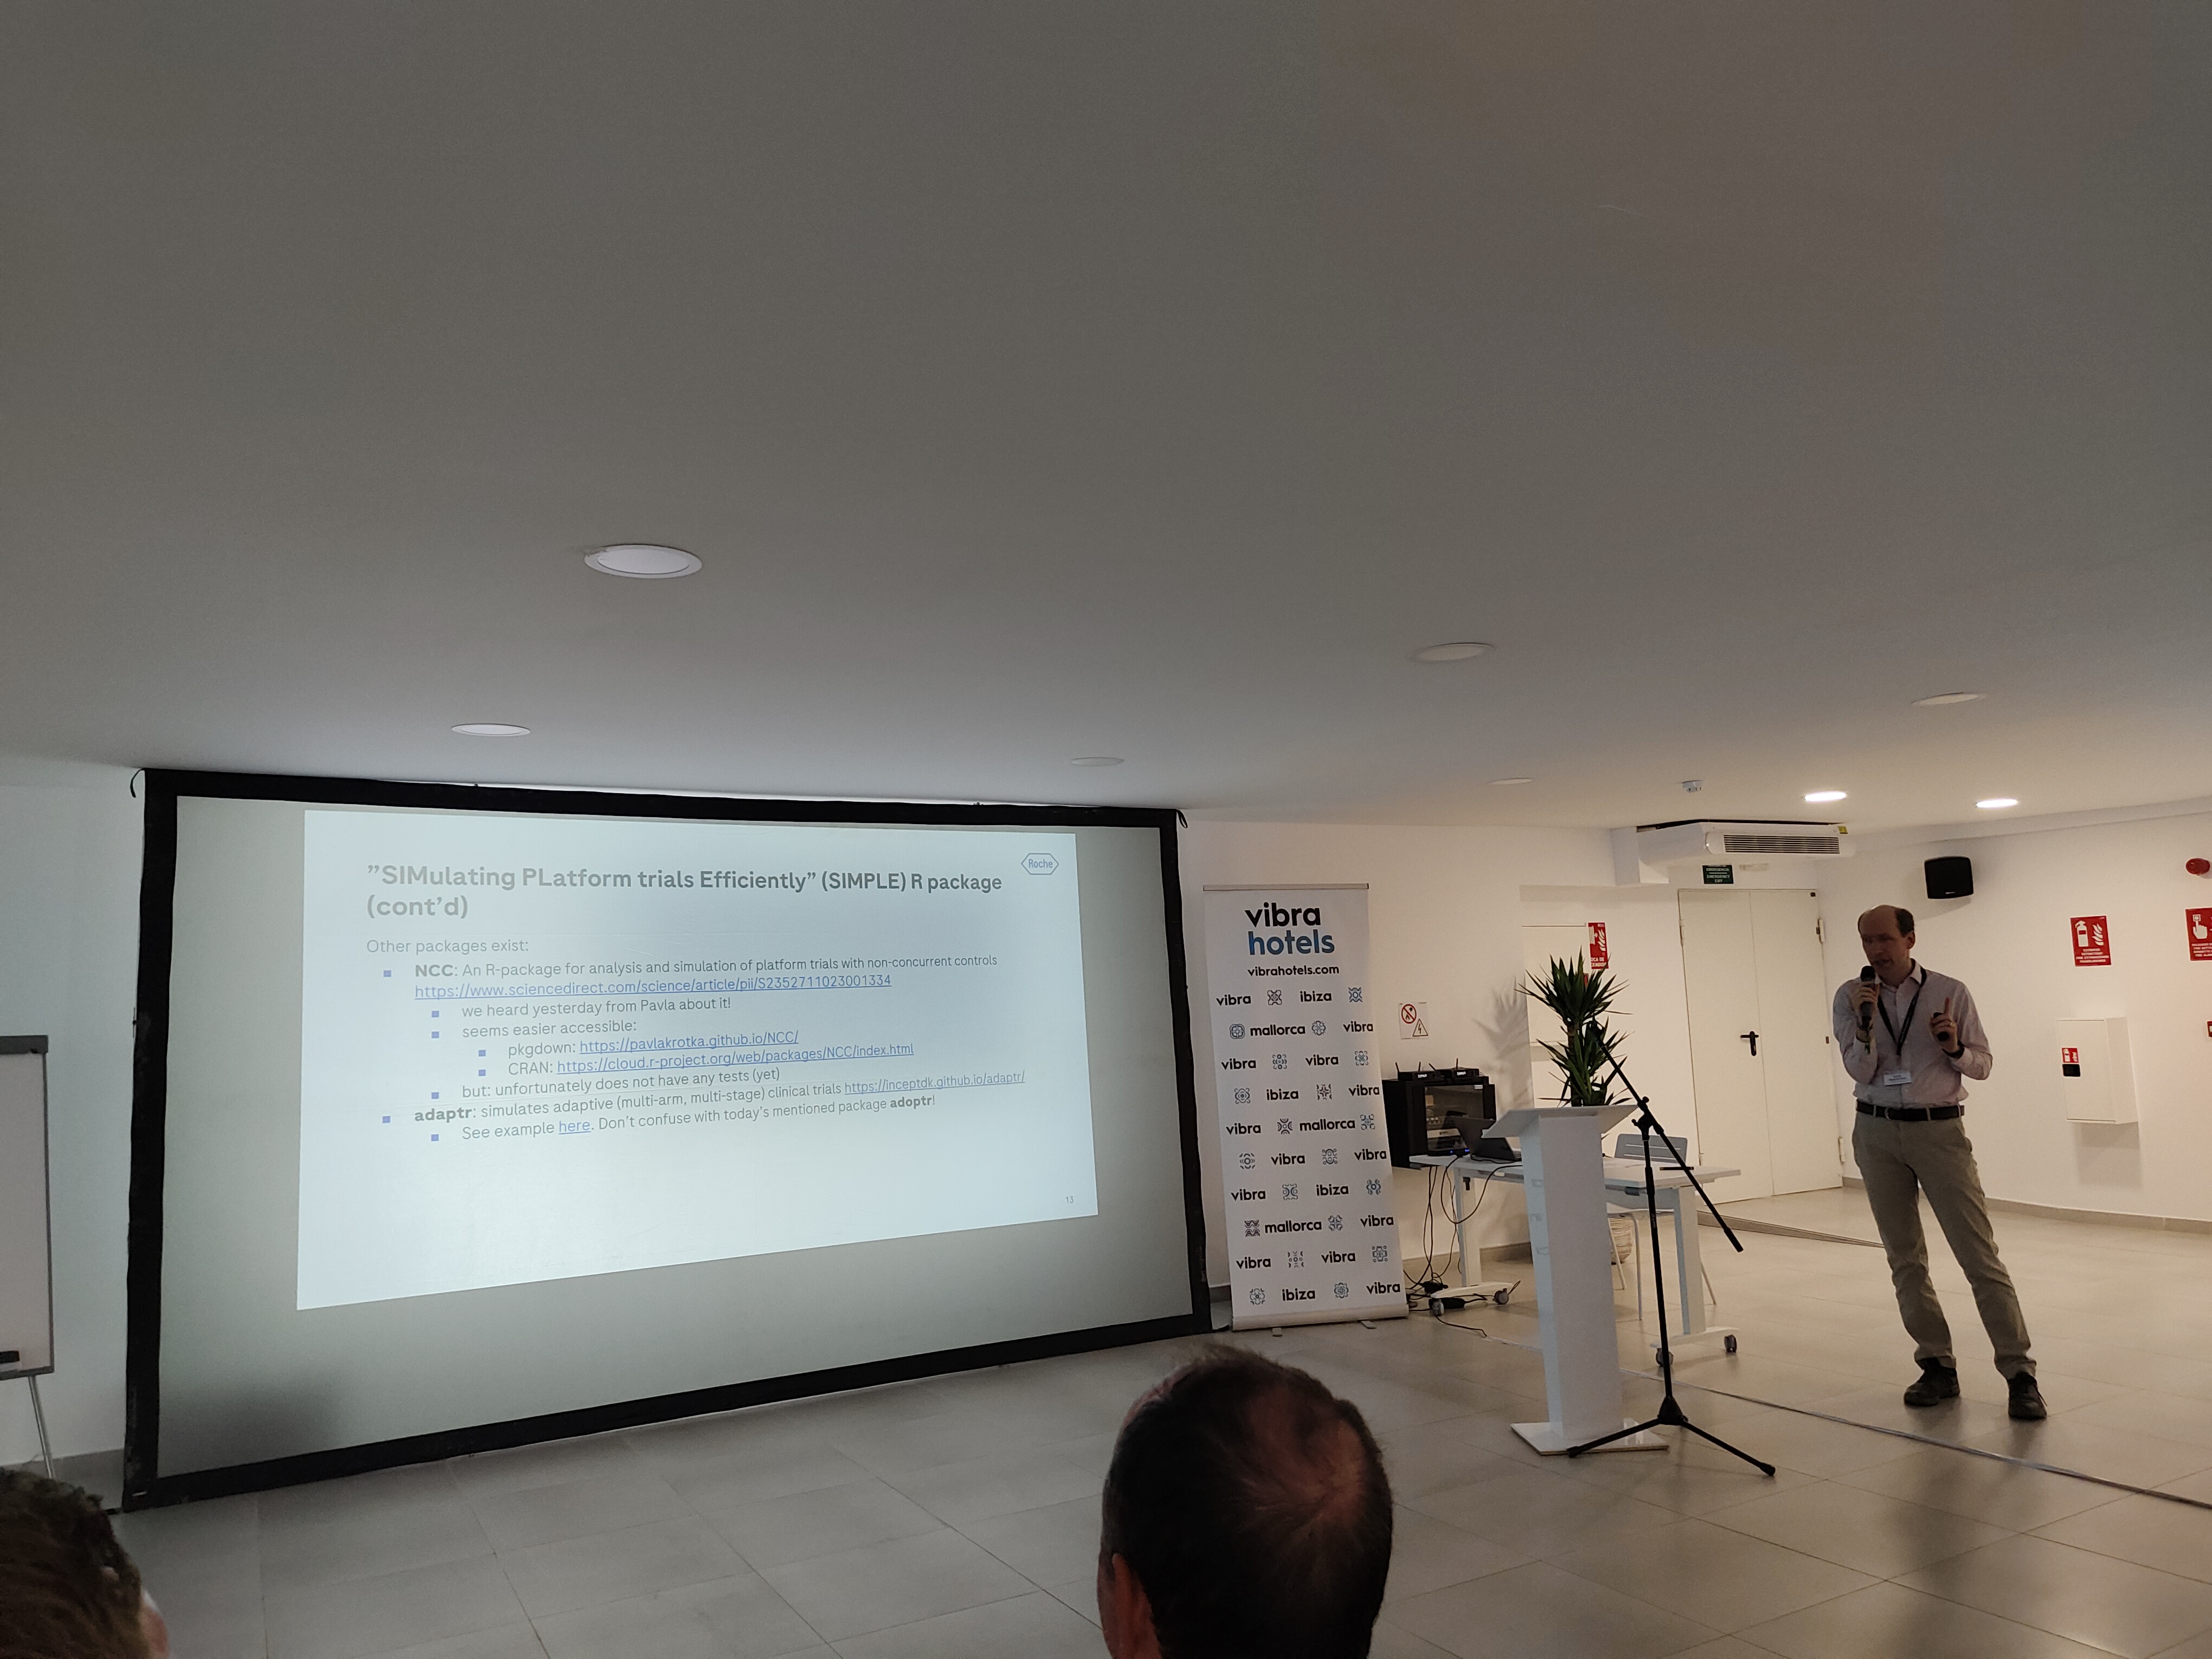 "SIMulating PLatform trials Efficiently" (SIMPLE) R package
(cont'd)
Roche
Other packages exist:
NCC: An R-package for analysis and simulation of platform trials with non-concurrent controls
https://www.sciencedirect.com/science/article/pii/S2352711023001334
we heard yesterday from Pavla about it!
seems easier accessible:
pkgdown: https://pavlakrotka.github.io/NCC/
CRAN: https://cloud.r-project.org/web/packages/NCC/index.html
but: unfortunately does not have any tests (yet)
adaptr: simulates adaptive (multi-arm, multi-stage) clinical trials https://inceptdk.github.io/adaptr/
See example here. Don't confuse with today's mentioned package adoptr!
13
vibra
hotels
vibrahotels.com
vibra ibiza
mallorca vibra
vibra vibra
ibiza vibra
vibra mallorca
vibra vibra
vibra ibiza
mallorca vibra
vibra vibra
ibiza vibra